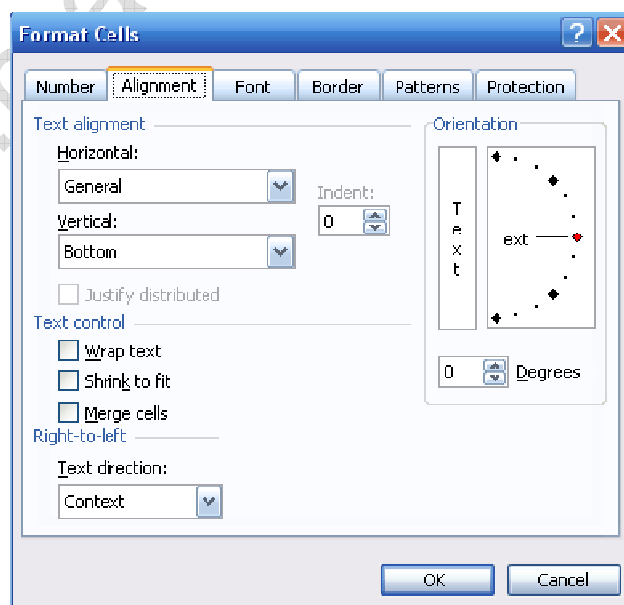 Format Cells
Number Alignment Font Border Patterns Protection
Text alignment
Horizontal:
General
Indent:
0
Vertical:
Bottom
Justify distributed
Text control
Wrap text
Shrink to fit
Merge cells
Right-to-left
Text direction:
Context
Orientation
Text
ext
0 Degrees
OK Cancel